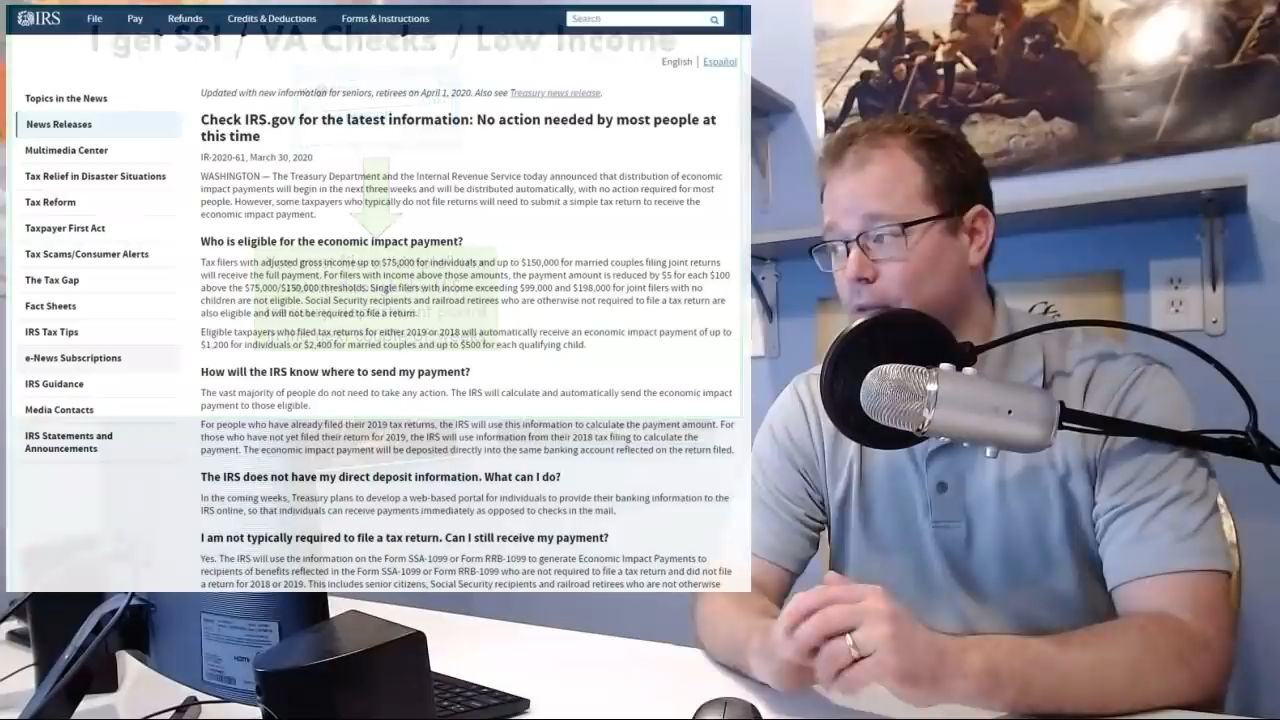 IRS
File Pay Refunds Credits & Deductions Forms & Instructions Search
I get SSI / VA Checks / Low Income
English | Español
Topics in the News
News Releases
Multimedia Center
Tax Relief in Disaster Situations
Tax Reform
Taxpayer First Act
Tax Scams/Consumer Alerts
The Tax Gap
Fact Sheets
IRS Tax Tips
e-News Subscriptions
IRS Guidance
Media Contacts
IRS Statements and
Announcements
Updated with new information for seniors, retirees on April 1, 2020. Also see Treasury news release.
Check IRS.gov for the latest information: No action needed by most people at
this time
IR-2020-61, March 30, 2020
WASHINGTON — The Treasury Department and the Internal Revenue Service today announced that distribution of economic
impact payments will begin in the next three weeks and will be distributed automatically, with no action required for most
people. However, some taxpayers who typically do not file returns will need to submit a simple tax return to receive the
economic impact payment.
Who is eligible for the economic impact payment?
Tax filers with adjusted gross income up to $75,000 for individuals and up to $150,000 for married couples filing joint returns
will receive the full payment. For filers with income above those amounts, the payment amount is reduced by $5 for each $100
above the $75,000/$150,000 thresholds. Single filers with income exceeding $99,000 and $198,000 for joint filers with no
children are not eligible. Social Security recipients and railroad retirees who are otherwise not required to file a tax return are
also eligible and will not be required to file a return.
Eligible taxpayers who filed tax returns for either 2019 or 2018 will automatically receive an economic impact payment of up to
$1,200 for individuals or $2,400 for married couples and up to $500 for each qualifying child.
How will the IRS know where to send my payment?
The vast majority of people do not need to take any action. The IRS will calculate and automatically send the economic impact
payment to those eligible.
For people who have already filed their 2019 tax returns, the IRS will use this information to calculate the payment amount. For
those who have not yet filed their return for 2019, the IRS will use information from their 2018 tax filing to calculate the
payment. The economic impact payment will be deposited directly into the same banking account reflected on the return filed.
The IRS does not have my direct deposit information. What can I do?
In the coming weeks, Treasury plans to develop a web-based portal for individuals to provide their banking information to the
IRS online, so that individuals can receive payments immediately as opposed to checks in the mail.
I am not typically required to file a tax return. Can I still receive my payment?
Yes. The IRS will use the information on the Form SSA-1099 or Form RRB-1099 to generate Economic Impact Payments to
recipients of benefits reflected in the Form SSA-1099 or Form RRB-1099 who are not required to file a tax return and did not file
a return for 2018 or 2019. This includes senior citizens, Social Security recipients and railroad retirees who are not otherwise
HDMI